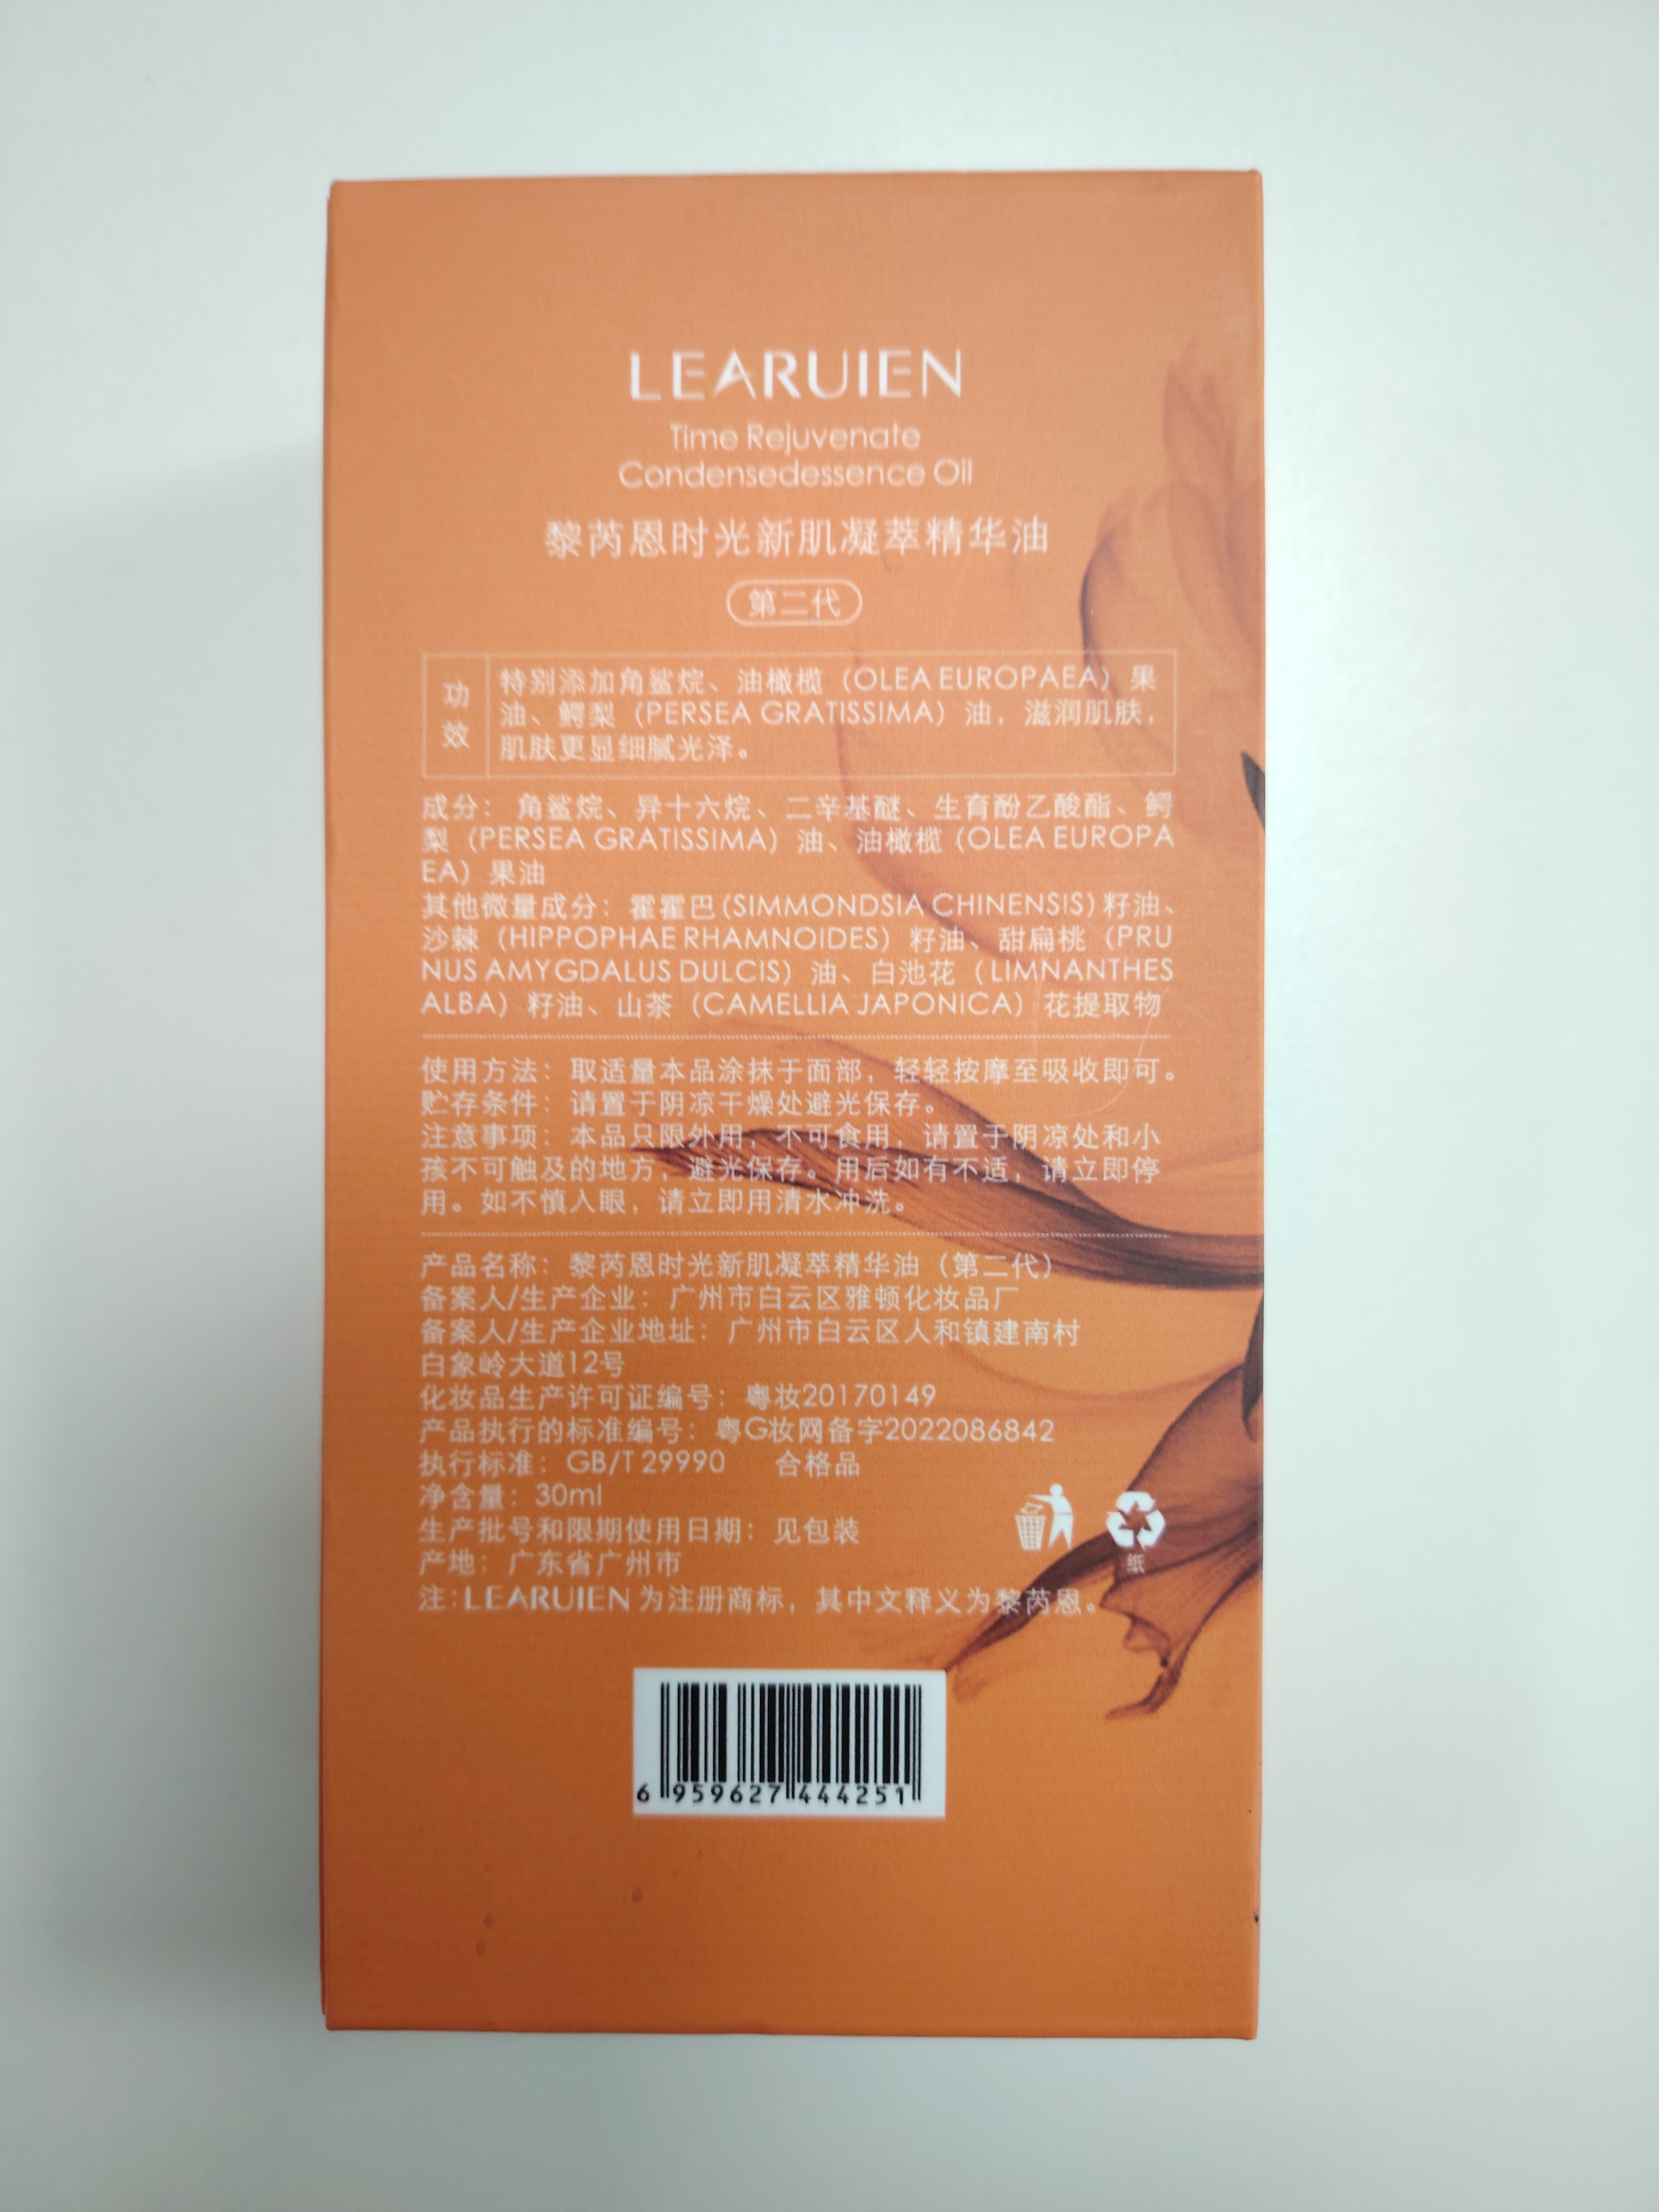 LEARUIEN
Time Rejuvenate
Condensedessence Oil
黎芮恩时光新肌凝萃精华油
第二代
功效
特别添加角鲨烷、油橄榄（OLEA EUROPAEA）果
油、鳄梨（PERSEA GRATISSIMA）油，滋润肌肤，
肌肤更显细腻光泽。
成分：角鲨烷、异十六烷、二辛基醚、生育酚乙酸酯、鳄
梨（PERSEA GRATISSIMA）油、油橄榄（OLEA EUROPA
EA）果油
其他微量成分：霍霍巴(SIMMONDSIA CHINENSIS)籽油、
沙棘（HIPPOPHAE RHAMNOIDES）籽油、甜扁桃（PRU
NUS AMYGDALUS DULCIS）油、白池花（LIMNANTHES
ALBA）籽油、山茶（CAMELLIA JAPONICA）花提取物
使用方法：取适量本品涂抹于面部，轻轻按摩至吸收即可。
贮存条件：请置于阴凉干燥处避光保存。
注意事项：本品只限外用，不可食用，请置于阴凉处和小
孩不可触及的地方，避光保存。用后如有不适，请立即停
用。如不慎入眼，请立即用清水冲洗。
产品名称：黎芮恩时光新肌凝萃精华油（第二代）
备案人/生产企业：广州市白云区雅顿化妆品厂
备案人/生产企业地址：广州市白云区人和镇建南村
白象岭大道12号
化妆品生产许可证编号：粤妆20170149
产品执行的标准编号：粤G妆网备字2022086842
执行标准：GB/T 29990 合格品
净含量：30ml
生产批号和限期使用日期：见包装
产地：广东省广州市
纸
注：LEARUIEN 为注册商标，其中文释义为黎芮恩。
6 959627 444251